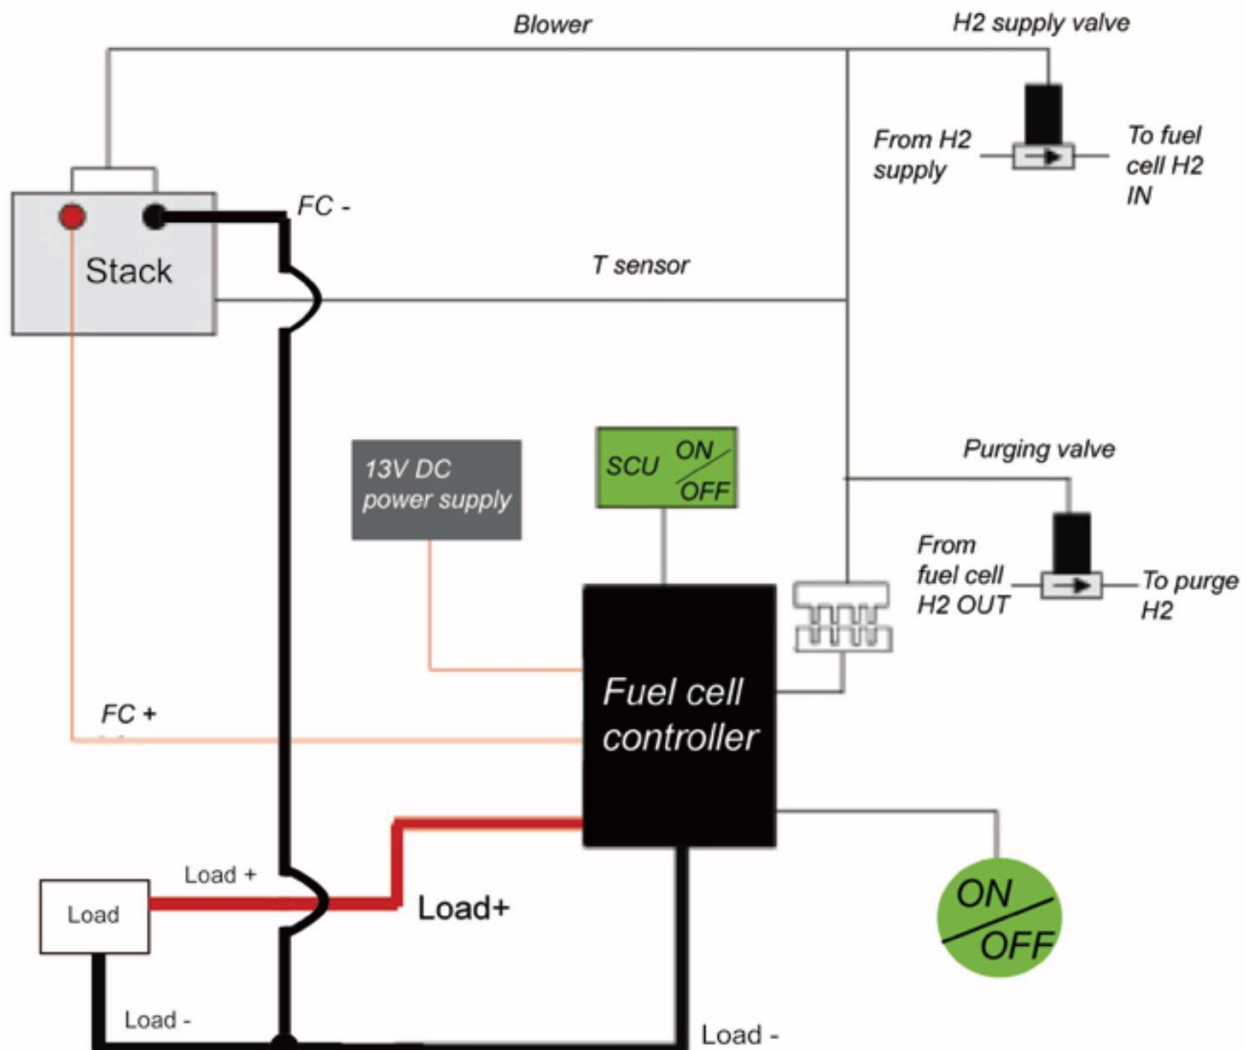 Blower
H2 supply valve
From H2
supply
To fuel
cell H2
IN
FC -
Stack
T sensor
13V DC
power supply
SCU ON
OFF
Purging valve
From
fuel cell
H2 OUT
To purge
H2
Fuel cell
controller
FC +
Load +
Load
Load+
ON
OFF
Load -
Load -